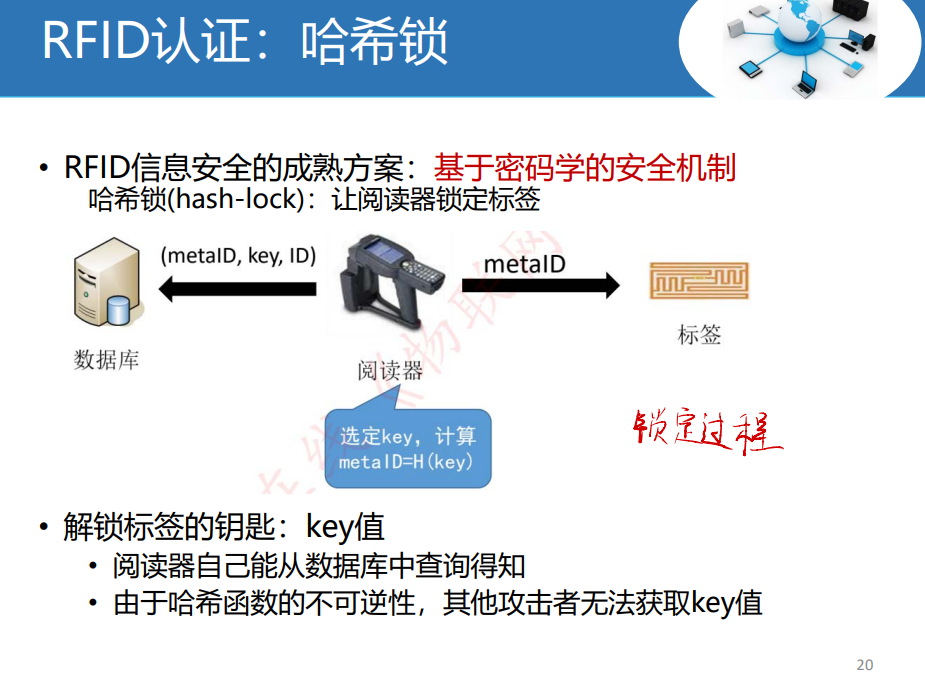 RFID认证：哈希锁
• RFID信息安全的成熟方案：基于密码学的安全机制
哈希锁(hash-lock)：让阅读器锁定标签
(metaID, key, ID)
metaID
数据库
阅读器
标签
选定key，计算
metaID=H(key)
锁定过程
• 解锁标签的钥匙：key值
• 阅读器自己能从数据库中查询得知
• 由于哈希函数的不可逆性，其他攻击者无法获取key值
20